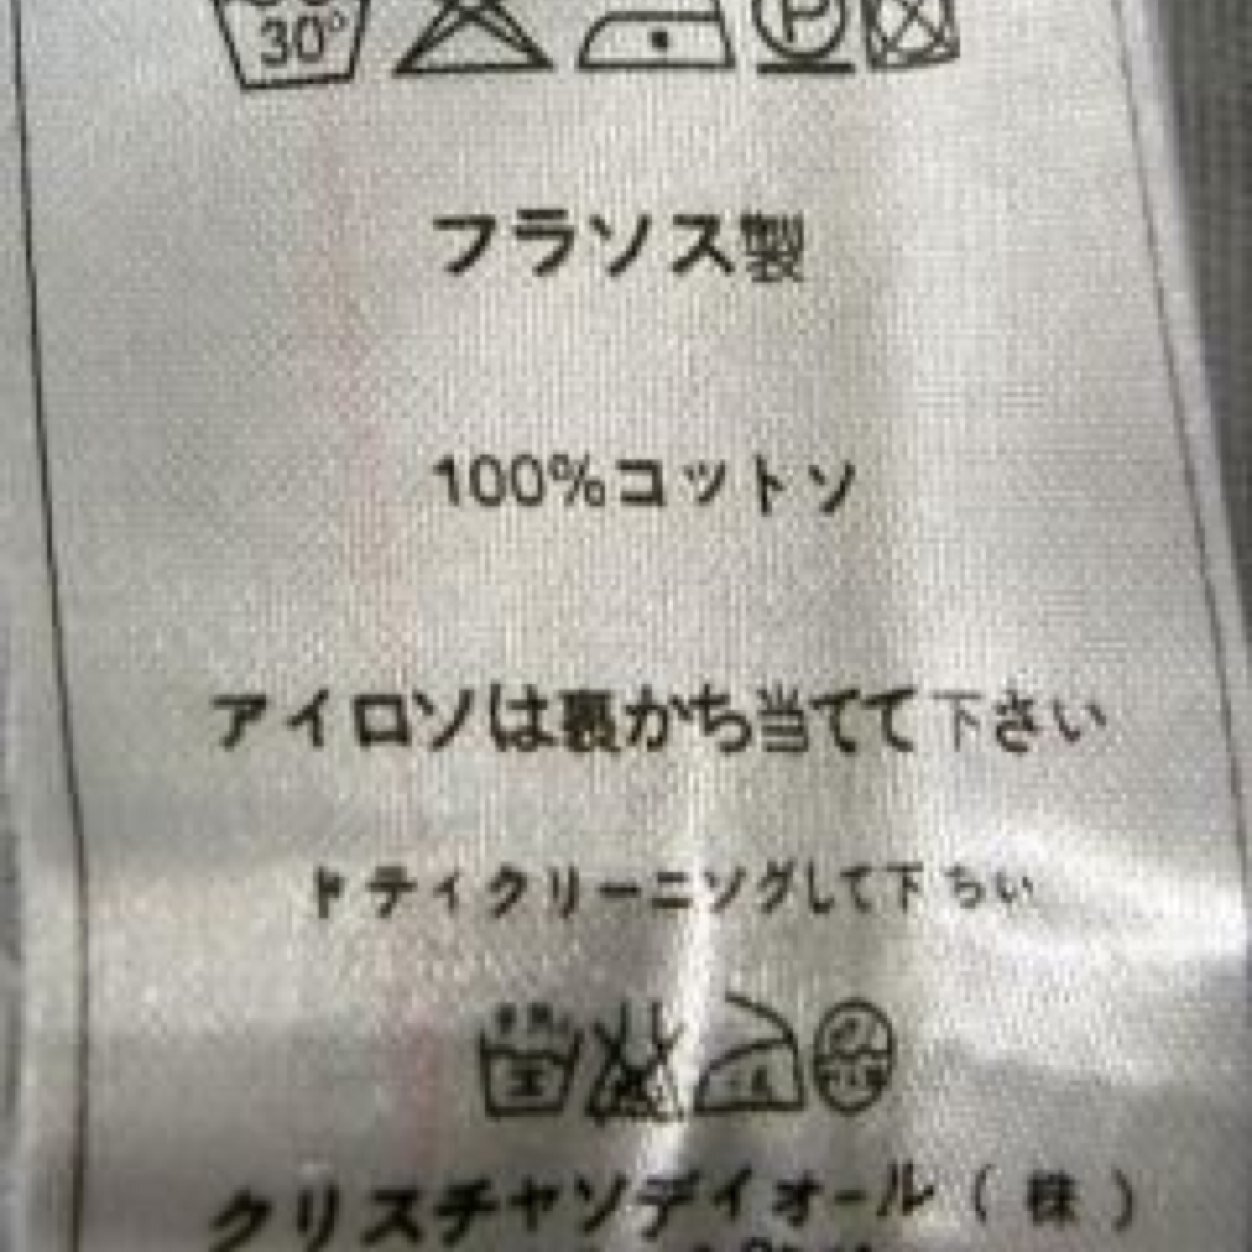 30°
P
フラソス製
100%コットソ
アイロソは裏かち当てて下さい
トティクリーニソグして下ちい
クリスチャソデイオール（株）